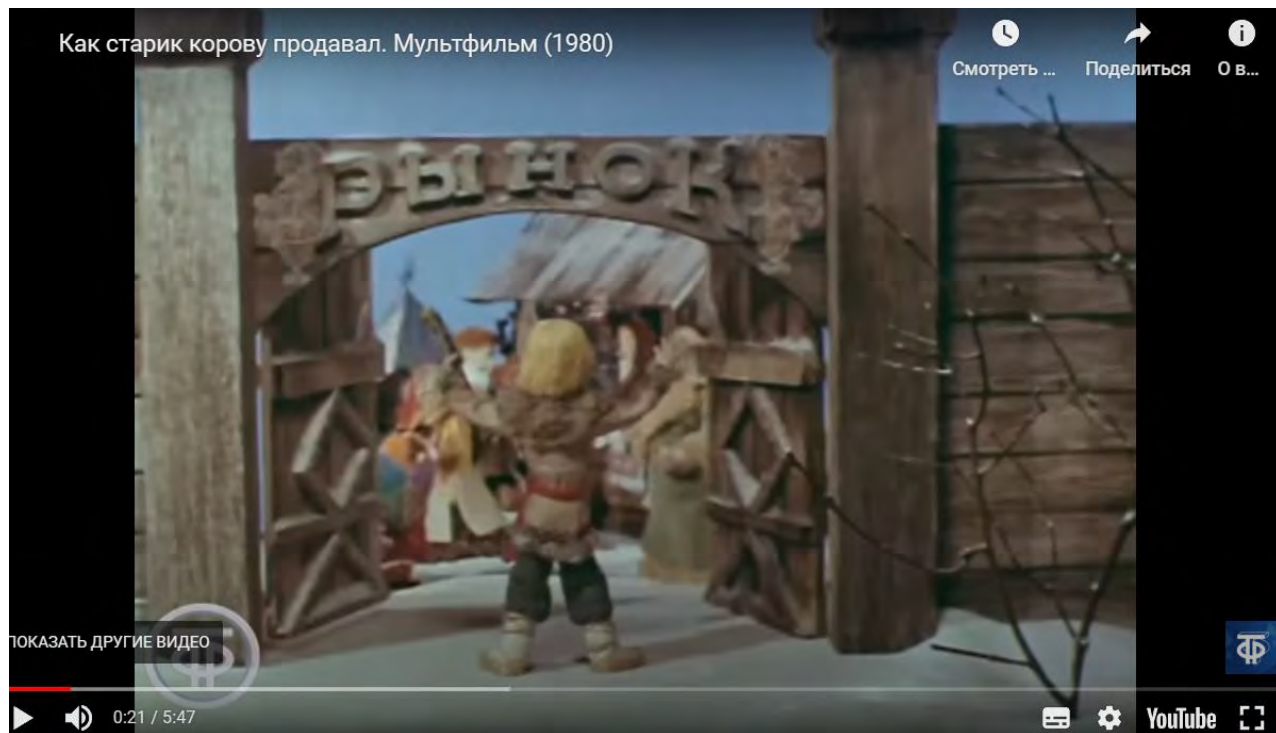 Как старик корову продавал. Мультфильм (1980)
Смотреть ...
Поделиться
О в...
РЫНОК
ПОКАЗАТЬ ДРУГИЕ ВИДЕО
0:21 / 5:47
YouTube